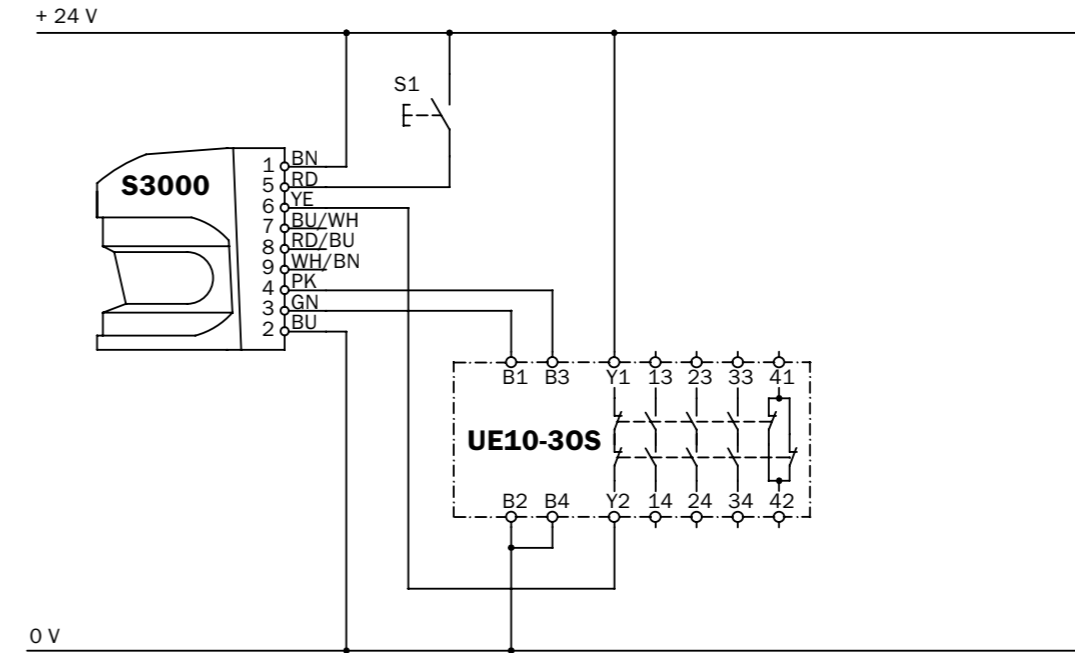 + 24 V
S1
S3000
1 BN
5 RD
6 YE
7 BU/WH
8 RD/BU
9 WH/BN
4 PK
3 GN
2 BU
B1 B3 Y1 13 23 33 41
UE10-30S
B2 B4 Y2 14 24 34 42
0 V